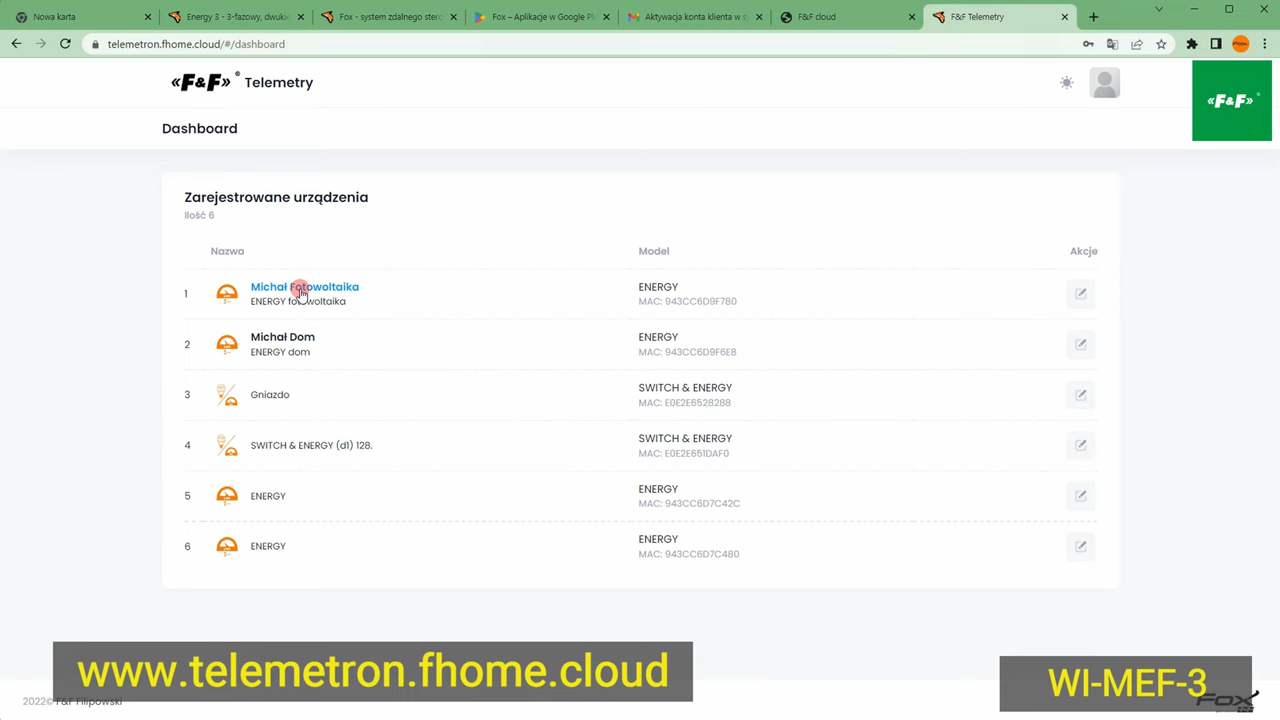 Nowa karta
Energy 3 - 3-fazowy, dwukie
Fox - system zdalnego stero
Fox – Aplikacje w Google Pl
Aktywacja konta klienta w sy
F&F cloud
F&F Telemetry
telemetron.fhome.cloud/#/dashboard
«F&F»® Telemetry
«F&F»®
Dashboard
Zarejestrowane urządzenia
Ilość 6
Nazwa Model Akcje
1 Michał Fotowoltaika ENERGY
ENERGY fotowoltaika MAC: 943CC6D9F780
2 Michał Dom ENERGY
ENERGY dom MAC: 943CC6D9F6E8
3 Gniazdo SWITCH & ENERGY
MAC: E0E2E6528288
4 SWITCH & ENERGY (d1) 128. SWITCH & ENERGY
MAC: E0E2E651DAF0
5 ENERGY ENERGY
MAC: 943CC6D7C42C
6 ENERGY ENERGY
MAC: 943CC6D7C480
www.telemetron.fhome.cloud
WI-MEF-3
2022© F&F Filipowski
Fox